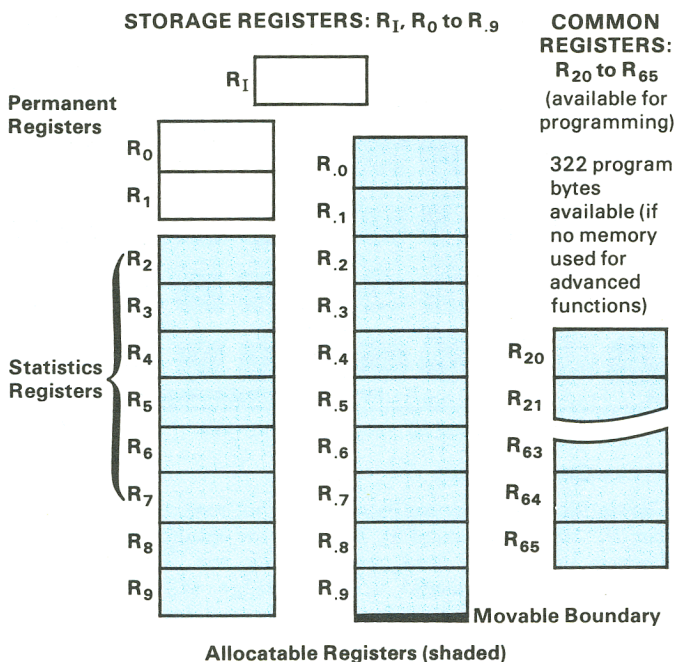 STORAGE REGISTERS: R_I, R_0 to R_.9
R_I
Permanent
Registers
R_0
R_1
R_2
R_3
R_4
Statistics
Registers
R_5
R_6
R_7
R_8
R_9
R_.0
R_.1
R_.2
R_.3
R_.4
R_.5
R_.6
R_.7
R_.8
R_.9
Movable Boundary
COMMON
REGISTERS:
R_20 to R_65
(available for
programming)
322 program
bytes
available (if
no memory
used for
advanced
functions)
R_20
R_21
R_63
R_64
R_65
Allocatable Registers (shaded)